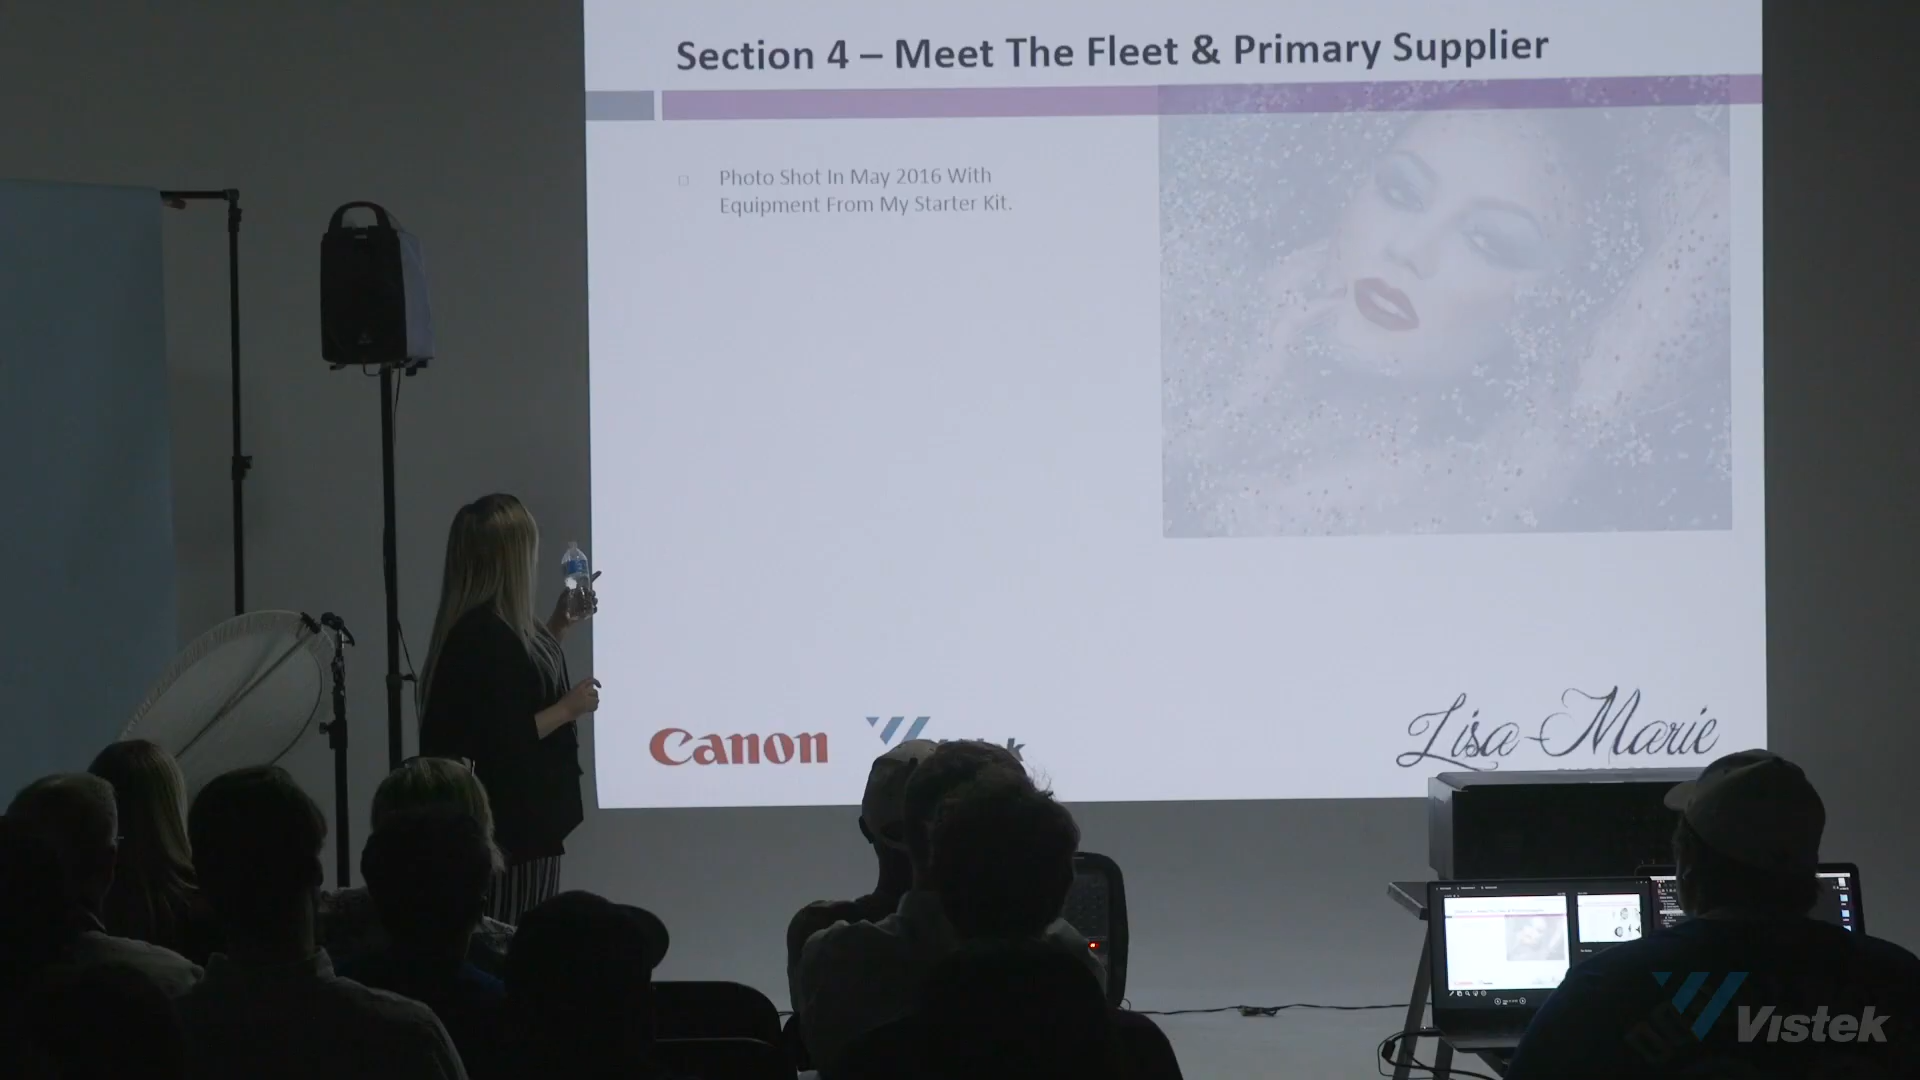 Section 4 – Meet The Fleet & Primary Supplier
Photo Shot In May 2016 With
Equipment From My Starter Kit.
Canon
Lisa-Marie
Vistek